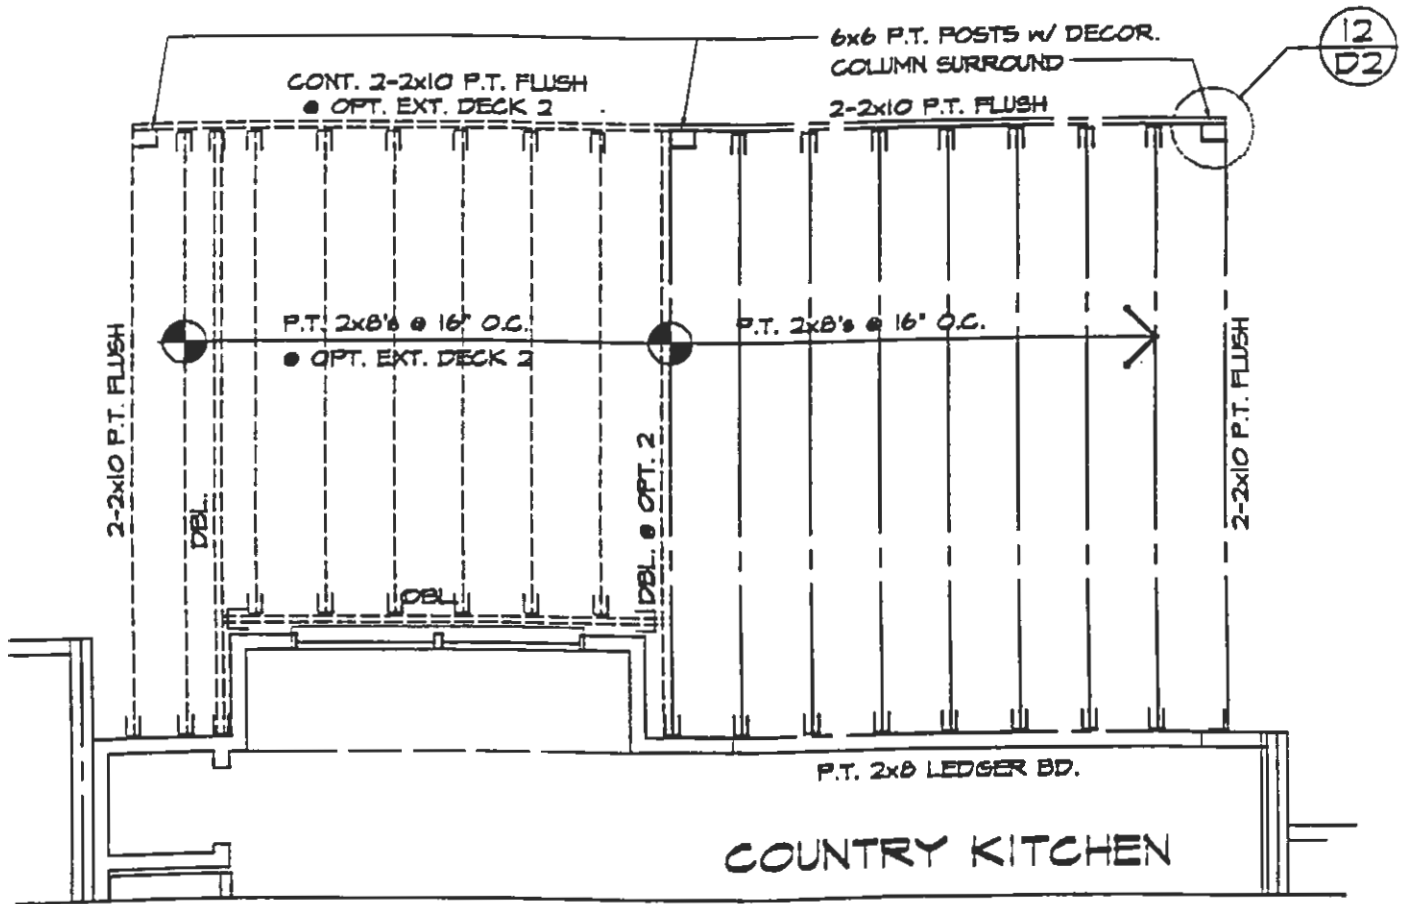 6x6 P.T. POSTS W/ DECOR.
COLUMN SURROUND
12
D2
CONT. 2-2x10 P.T. FLUSH
@ OPT. EXT. DECK 2
2-2x10 P.T. FLUSH
P.T. 2x8's @ 16" O.C.
@ OPT. EXT. DECK 2
P.T. 2x8's @ 16" O.C.
2-2x10 P.T. FLUSH
DBL.
DBL.
DBL. @ OPT. 2
2-2x10 P.T. FLUSH
P.T. 2x8 LEDGER BD.
COUNTRY KITCHEN